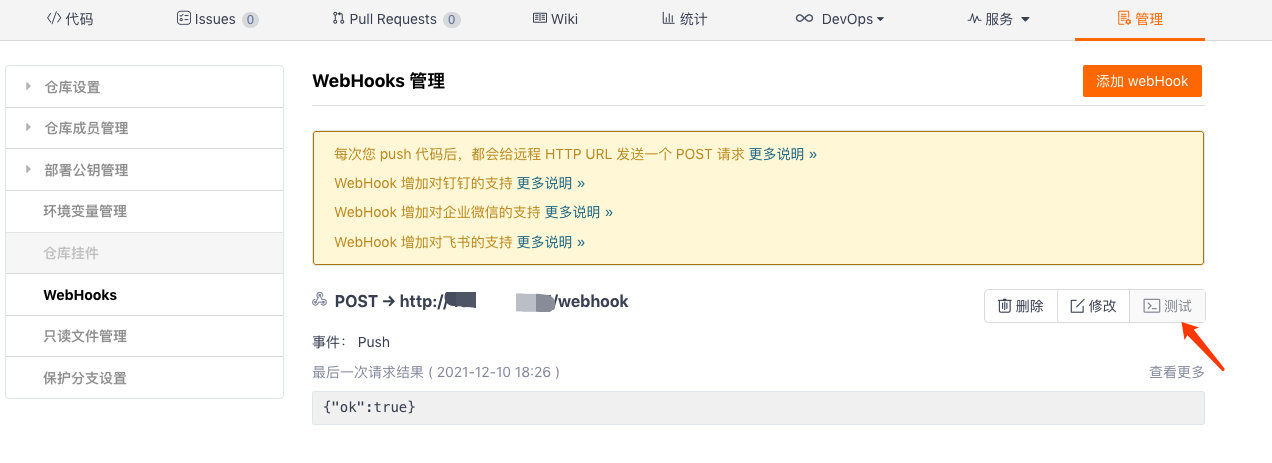 代码 Issues 0 Pull Requests 0 Wiki 统计 DevOps 服务 管理
仓库设置
仓库成员管理
部署公钥管理
环境变量管理
仓库挂件
WebHooks
只读文件管理
保护分支设置
WebHooks 管理
添加 webHook
每次您 push 代码后，都会给远程 HTTP URL 发送一个 POST 请求 更多说明 »
WebHook 增加对钉钉的支持 更多说明 »
WebHook 增加对企业微信的支持 更多说明 »
WebHook 增加对飞书的支持 更多说明 »
POST → http:// /webhook
删除 修改 测试
事件： Push
最后一次请求结果 ( 2021-12-10 18:26 ) 查看更多
{"ok":true}